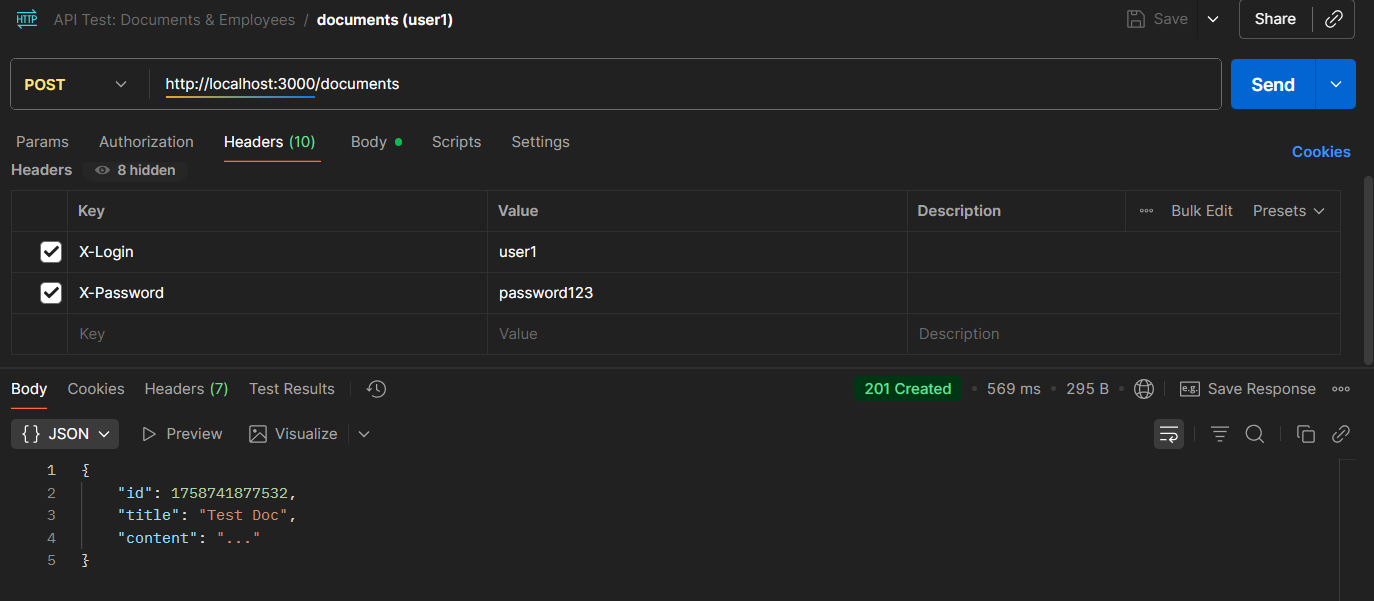 HTTP API Test: Documents & Employees / documents (user1) Save Share
POST http://localhost:3000/documents Send
Params Authorization Headers (10) Body Scripts Settings Cookies
Headers 8 hidden
Key Value Description Bulk Edit Presets
X-Login user1
X-Password password123
Key Value Description
Body Cookies Headers (7) Test Results 201 Created • 569 ms • 295 B • e.g. Save Response
{} JSON Preview Visualize
1 {
2 "id": 1758741877532,
3 "title": "Test Doc",
4 "content": "..."
5 }